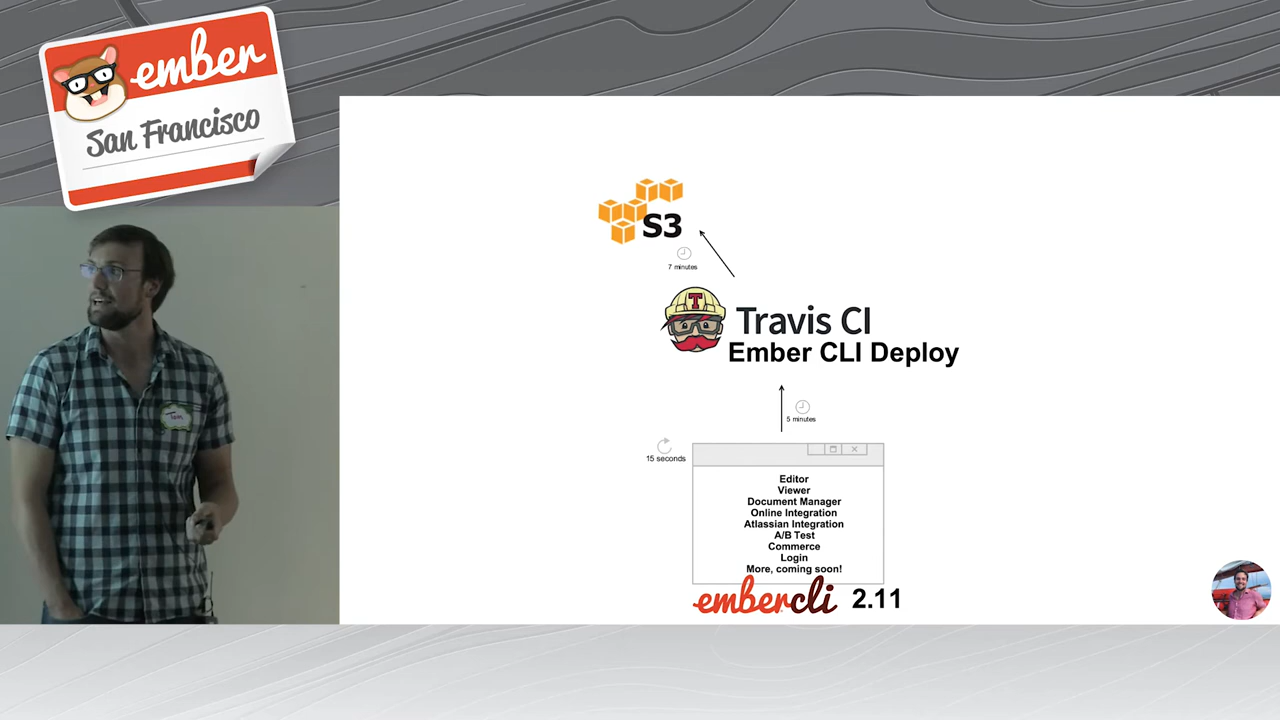 ember
San Francisco
S3
7 minutes
T
Travis CI
Ember CLI Deploy
5 minutes
15 seconds
Editor
Viewer
Document Manager
Online Integration
Atlassian Integration
A/B Test
Commerce
Login
More, coming soon!
embercli 2.11
Tom